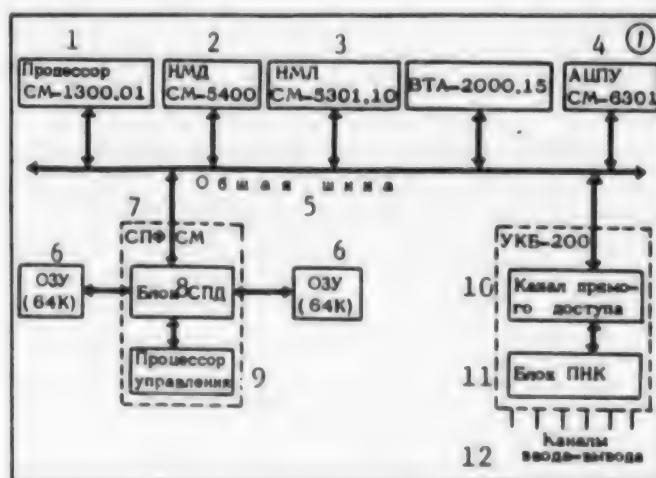 1 2 3 4 ①
Процессор НМД НМЛ ВТА-2000.15 АЦПУ
СМ-1300.01 СМ-5400 СМ-5301.10 СМ-6301
Общая шина
7 5
6 СПФ СМ 6 УКБ-200
ОЗУ 8 ОЗУ 10 Канал прямо-
(64К) Блок СПД (64К) го доступа
Процессор
управления 9 11 Блок ПНК
12 Каналы
ввода-вывода